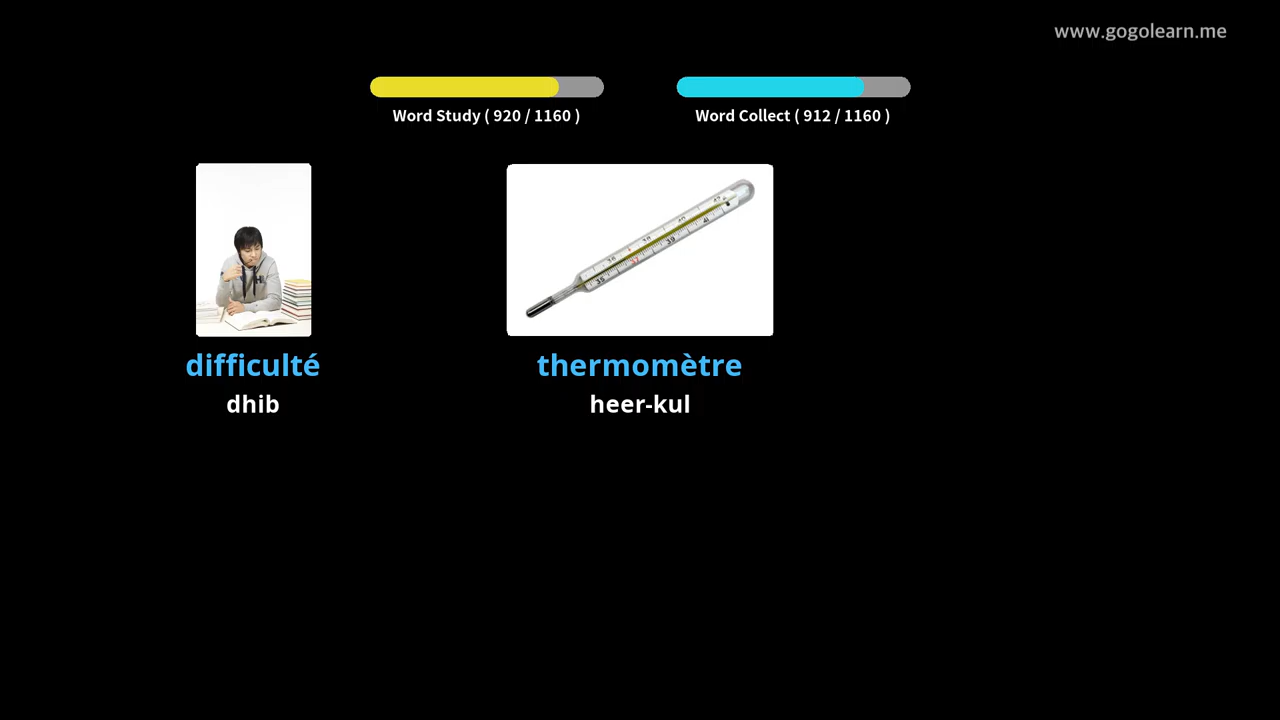 www.gogolearn.me
Word Study ( 920 / 1160 )
Word Collect ( 912 / 1160 )
difficulté
dhib
thermomètre
heer-kul